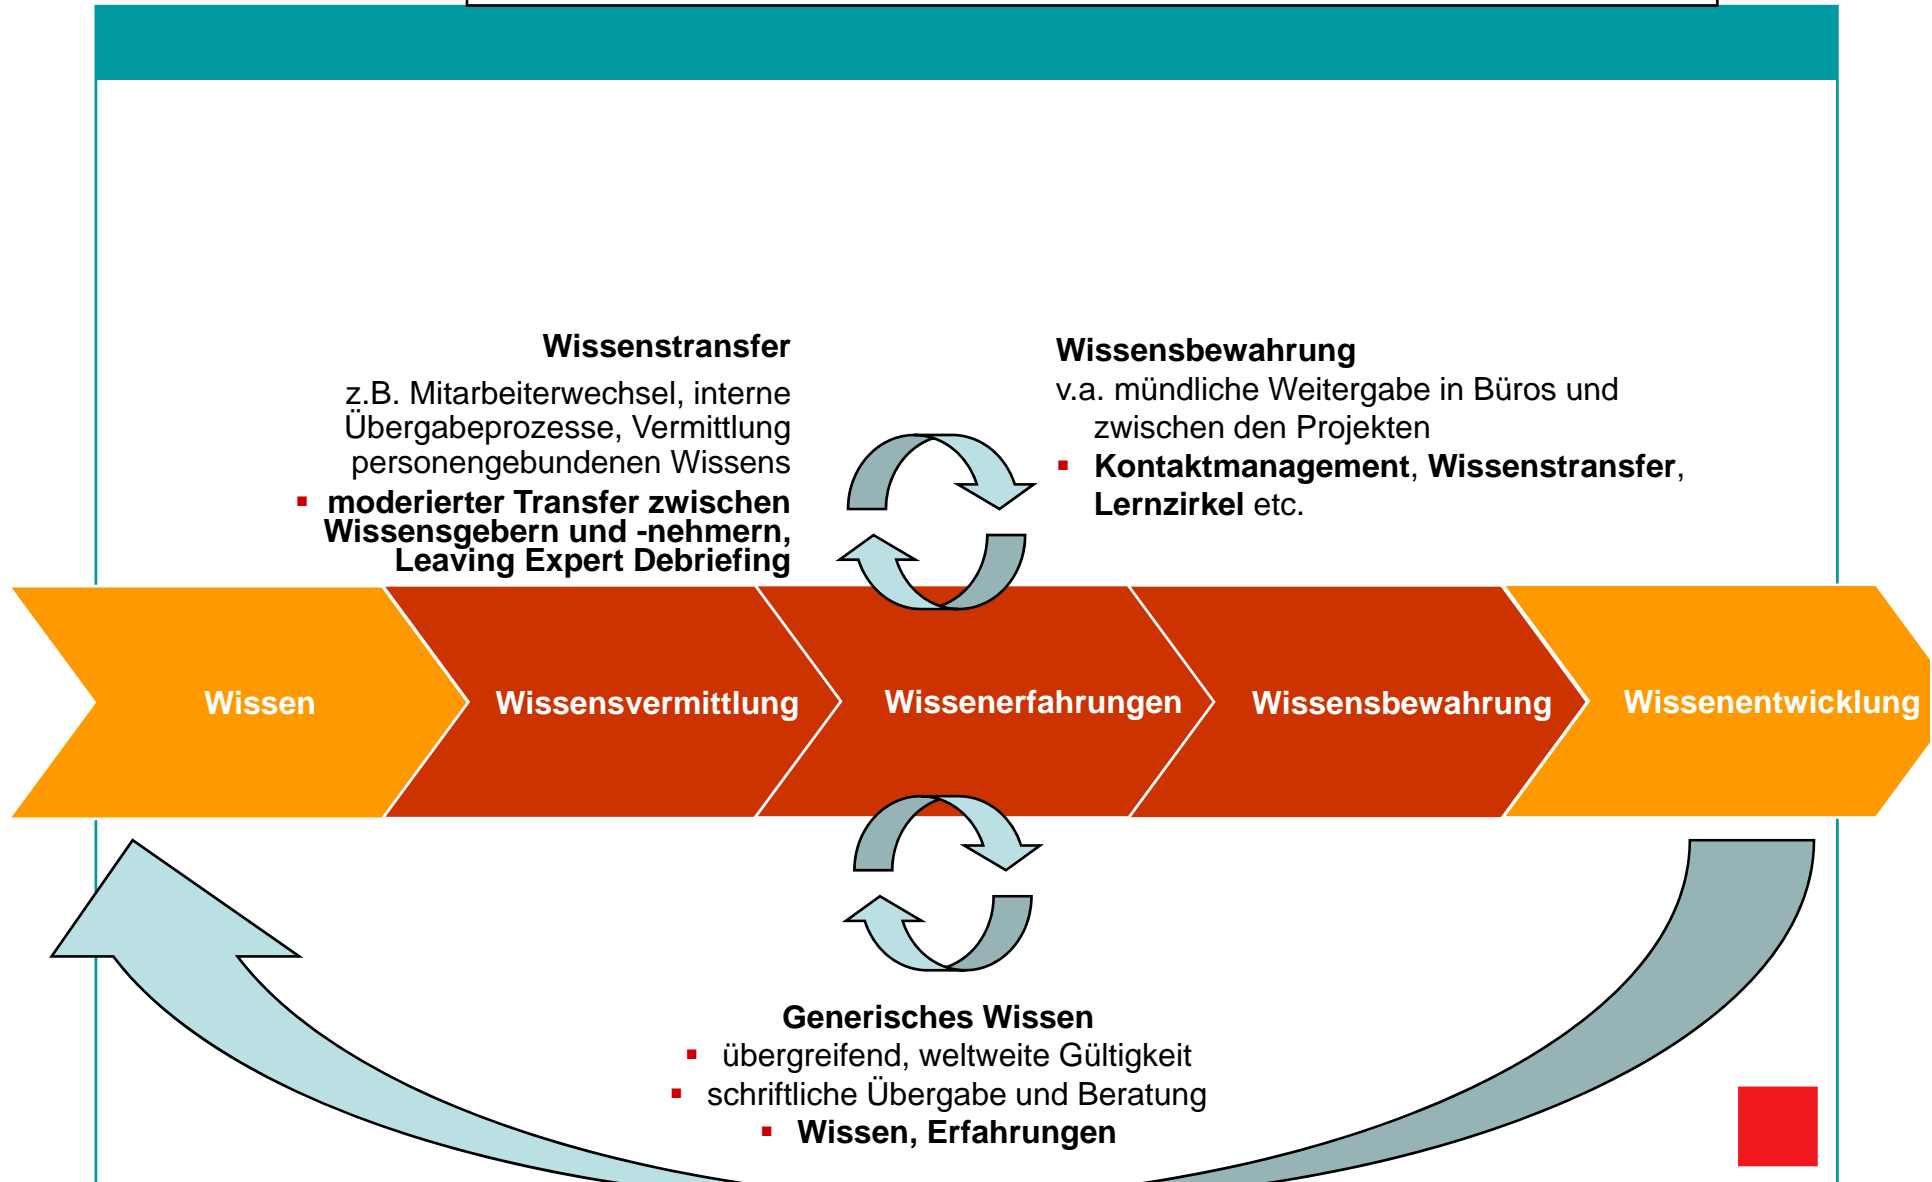 Wissenstransfer
z.B. Mitarbeiterwechsel, interne
Übergabeprozesse, Vermittlung
personengebundenen Wissens
▪ moderierter Transfer zwischen
Wissensgebern und -nehmern,
Leaving Expert Debriefing
Wissensbewahrung
v.a. mündliche Weitergabe in Büros und
zwischen den Projekten
▪ Kontaktmanagement, Wissenstransfer,
Lernzirkel etc.
Wissen
Wissensvermittlung
Wissenerfahrungen
Wissensbewahrung
Wissenentwicklung
Generisches Wissen
▪ übergreifend, weltweite Gültigkeit
▪ schriftliche Übergabe und Beratung
▪ Wissen, Erfahrungen